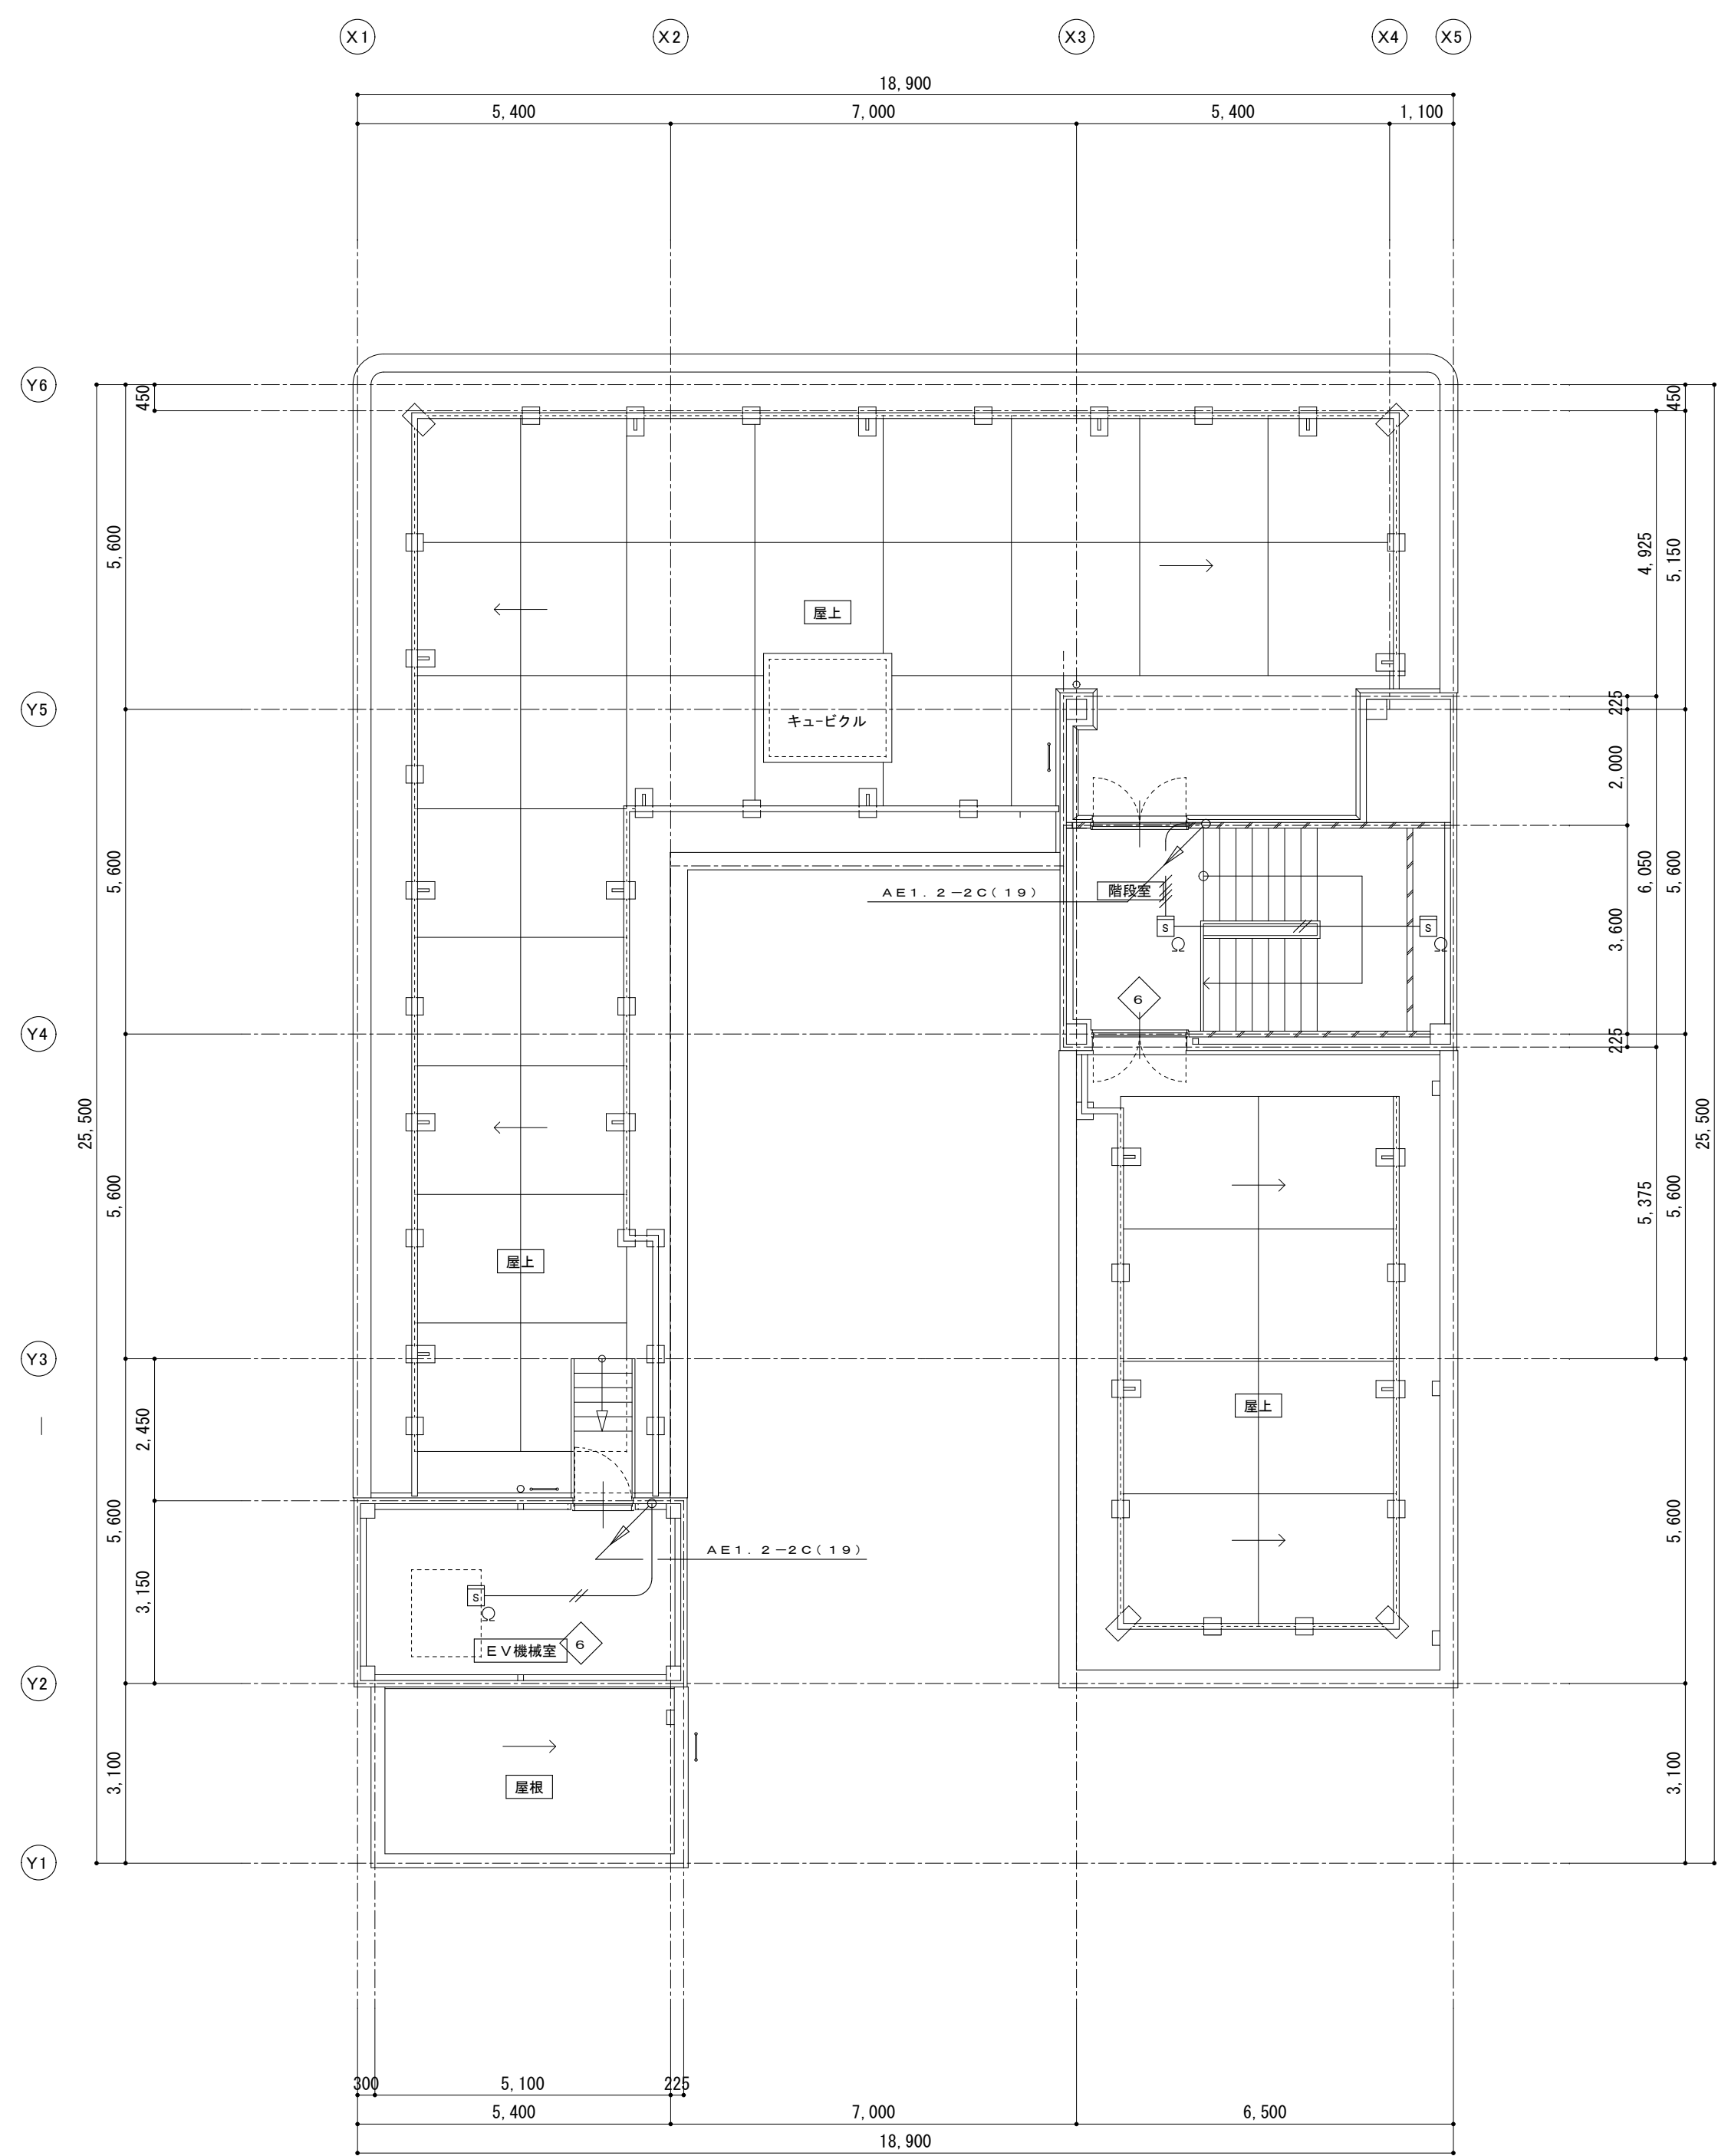 X1 X2 X3 X4 X5
18,900
5,400 7,000 5,400 1,100
Y6
450 450
5,600 4,925 5,150
屋上
Y5
225
キュービクル
2,000
5,600 6,050 5,600
AE1.2-2C(19)
階段室
S S
3,600
6
Y4
225
25,500 25,500
5,600 5,375 5,600
屋上
Y3
屋上
2,450
5,600 5,600
AE1.2-2C(19)
3,150
S
EV機械室 6
Y2
3,100 3,100
屋根
Y1
300 5,100 225
5,400 7,000 6,500
18,900